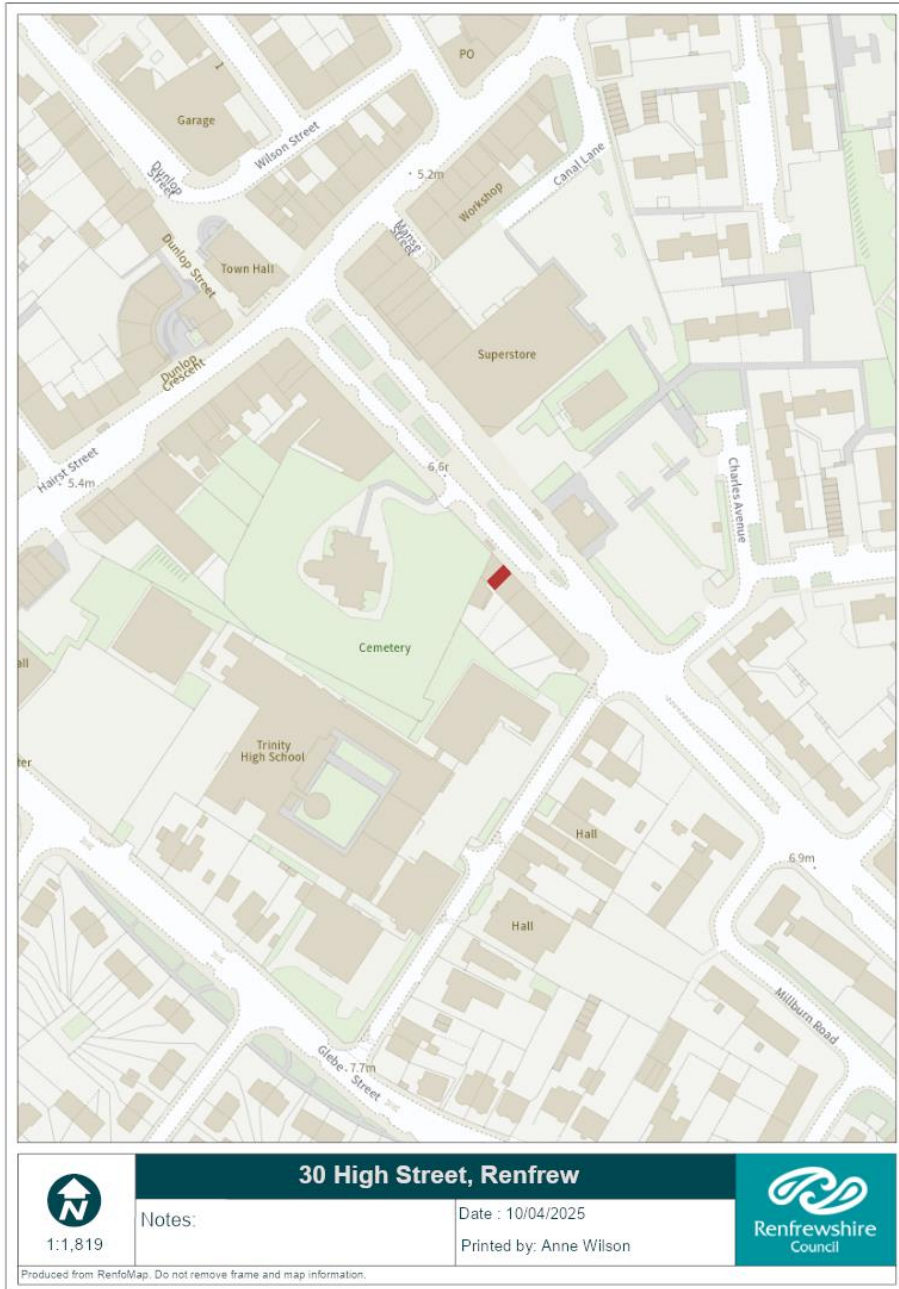 PO
Garage
Wilson Street
Dunlop
Street
5.2m
Canal Lane
Workshop
Manse
Street
Dunlop Street
Town Hall
Superstore
Dunlop
Crescent
Hairst Street
5.4m
6.6
Charles Avenue
Cemetery
all
ter
Trinity
High School
Hall
6.9m
Hall
Millburn Road
Glebe Street
7.7m
30 High Street, Renfrew
N
1:1,819
Notes:
Date : 10/04/2025
Printed by: Anne Wilson
Renfrewshire
Council
Produced from RenfoMap. Do not remove frame and map information.